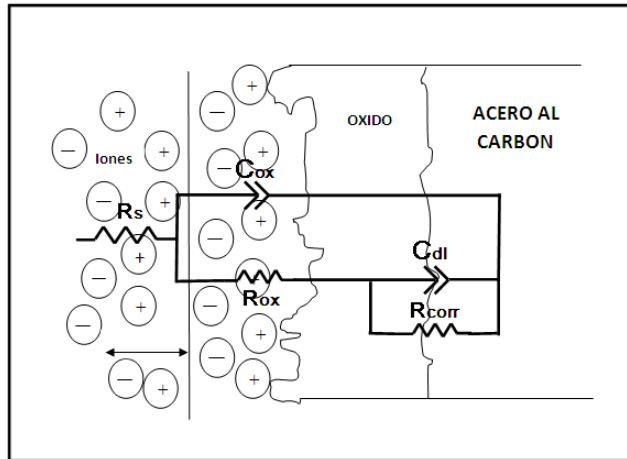 OXIDO
ACERO AL
CARBON
Iones
Cox
Rs
Cdl
Rox
Rcorr